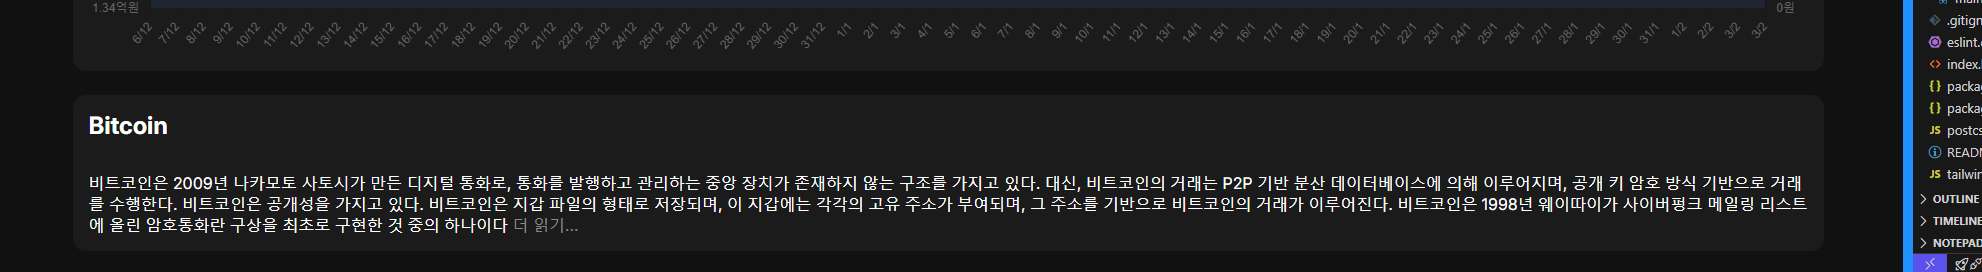 1.34억원
0원
6/12 7/12 8/12 9/12 10/12 11/12 12/12 13/12 14/12 15/12 16/12 17/12 18/12 19/12 20/12 21/12 22/12 23/12 24/12 25/12 26/12 27/12 28/12 29/12 30/12 31/12 1/1 2/1 3/1 4/1 5/1 6/1 7/1 8/1 9/1 10/1 11/1 12/1 13/1 14/1 15/1 16/1 17/1 18/1 19/1 20/1 21/1 22/1 23/1 24/1 25/1 26/1 27/1 28/1 29/1 30/1 31/1 1/2 2/2 3/2 3/2
Bitcoin
비트코인은 2009년 나카모토 사토시가 만든 디지털 통화로, 통화를 발행하고 관리하는 중앙 장치가 존재하지 않는 구조를 가지고 있다. 대신, 비트코인의 거래는 P2P 기반 분산 데이터베이스에 의해 이루어지며, 공개 키 암호 방식 기반으로 거래
를 수행한다. 비트코인은 공개성을 가지고 있다. 비트코인은 지갑 파일의 형태로 저장되며, 이 지갑에는 각각의 고유 주소가 부여되며, 그 주소를 기반으로 비트코인의 거래가 이루어진다. 비트코인은 1998년 웨이따이가 사이버펑크 메일링 리스트
에 올린 암호통화란 구상을 최초로 구현한 것 중의 하나이다 더 읽기...
.gitign
eslint.
index.
packa
packa
JS postcs
READM
JS tailwin
OUTLINE
TIMELINE
NOTEPAD